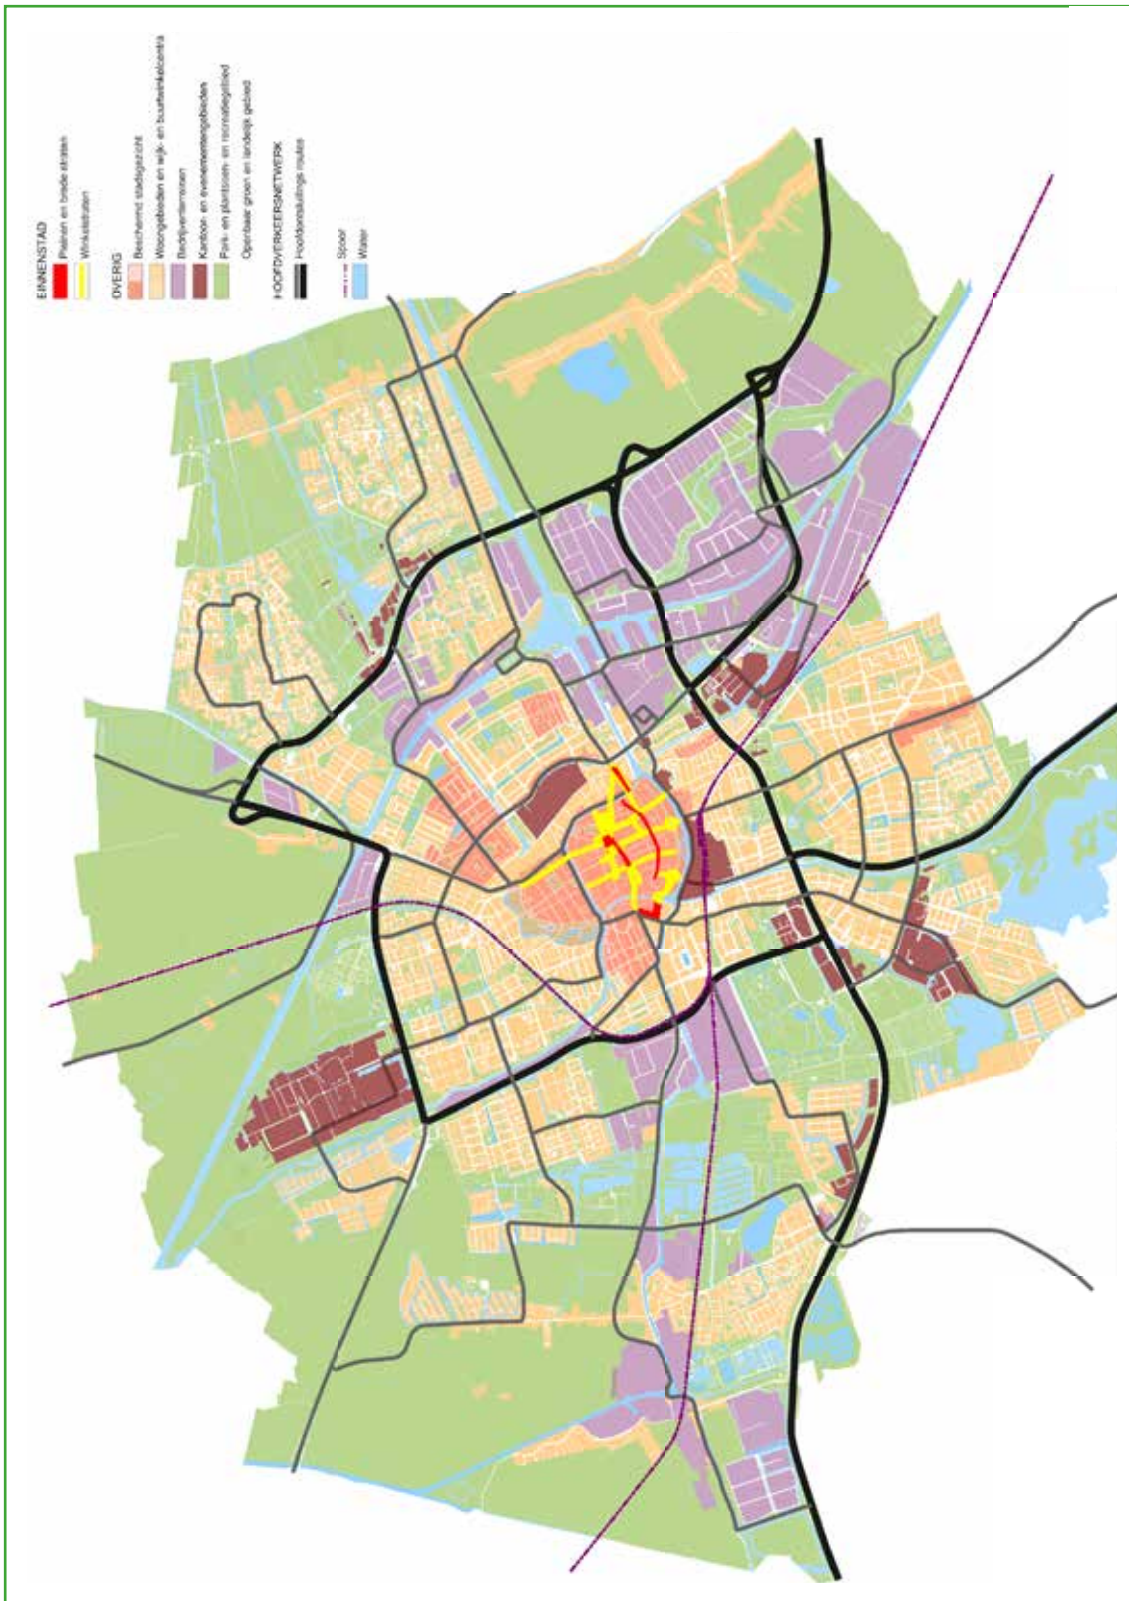 BINNENSTAD
Pleinen en brede straten
Winkelstraten
OVERIG
Beschermd stadsgezicht
Woongebieden en wijk- en buurtwinkelcentra
Bedrijventerreinen
Kantoor- en evenementengebieden
Park- en plantsoen- en recreatiegebied
Openbaar groen en landelijk gebied
HOOFDVERKEERSNETWERK
Hoofdontsluitings routes
Spoor
Water